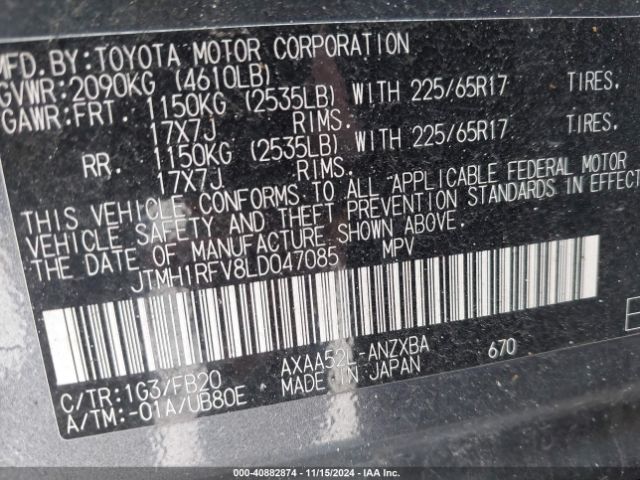 MFD. BY:TOYOTA MOTOR CORPORATION
GVWR:2090KG (4610LB)
GAWR:FRT. 1150KG (2535LB) WITH 225/65R17 TIRES.
17X7J RIMS.
RR. 1150KG (2535LB) WITH 225/65R17 TIRES.
17X7J RIMS.
THIS VEHICLE CONFORMS TO ALL APPLICABLE FEDERAL MOTOR
VEHICLE SAFETY AND THEFT PREVENTION STANDARDS IN EFFECT
THE DATE OF MANUFACTURE SHOWN ABOVE.
JTMH1RFV8LD047085 MPV
C/TR:1G3/FB20 AXAA52L-ANZXBA 670
A/TM:-01A/UB80E MADE IN JAPAN
000-40882874 | 11/15/2024 | IAA Inc.